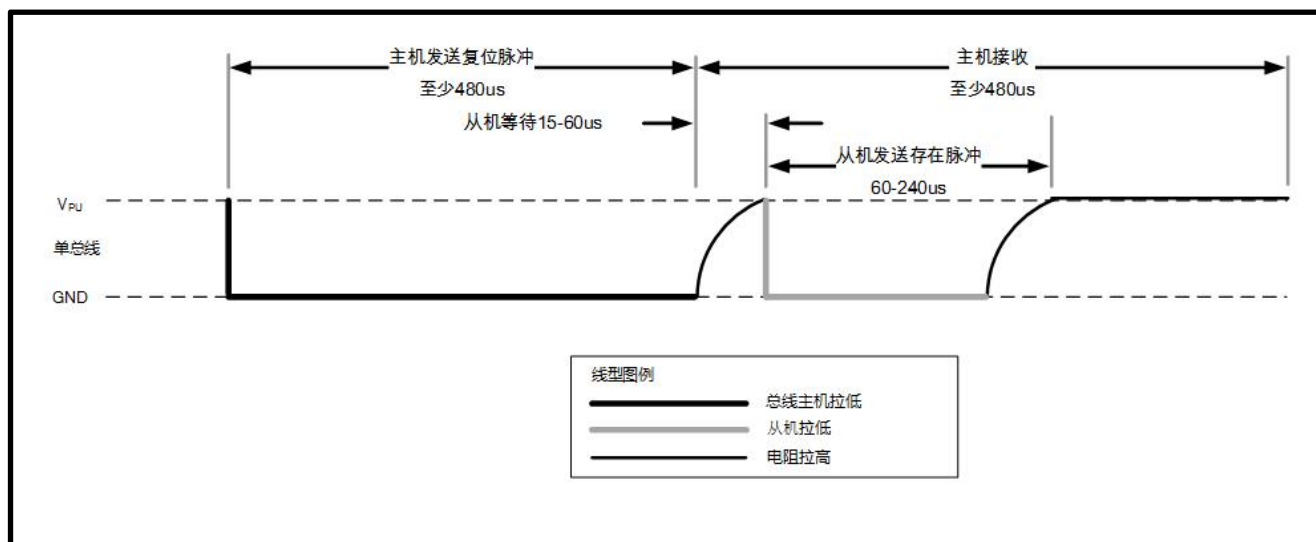 主机发送复位脉冲
至少480us
主机接收
至少480us
从机等待15-60us
从机发送存在脉冲
60-240us
VPU
单总线
GND
线型图例
总线主机拉低
从机拉低
电阻拉高